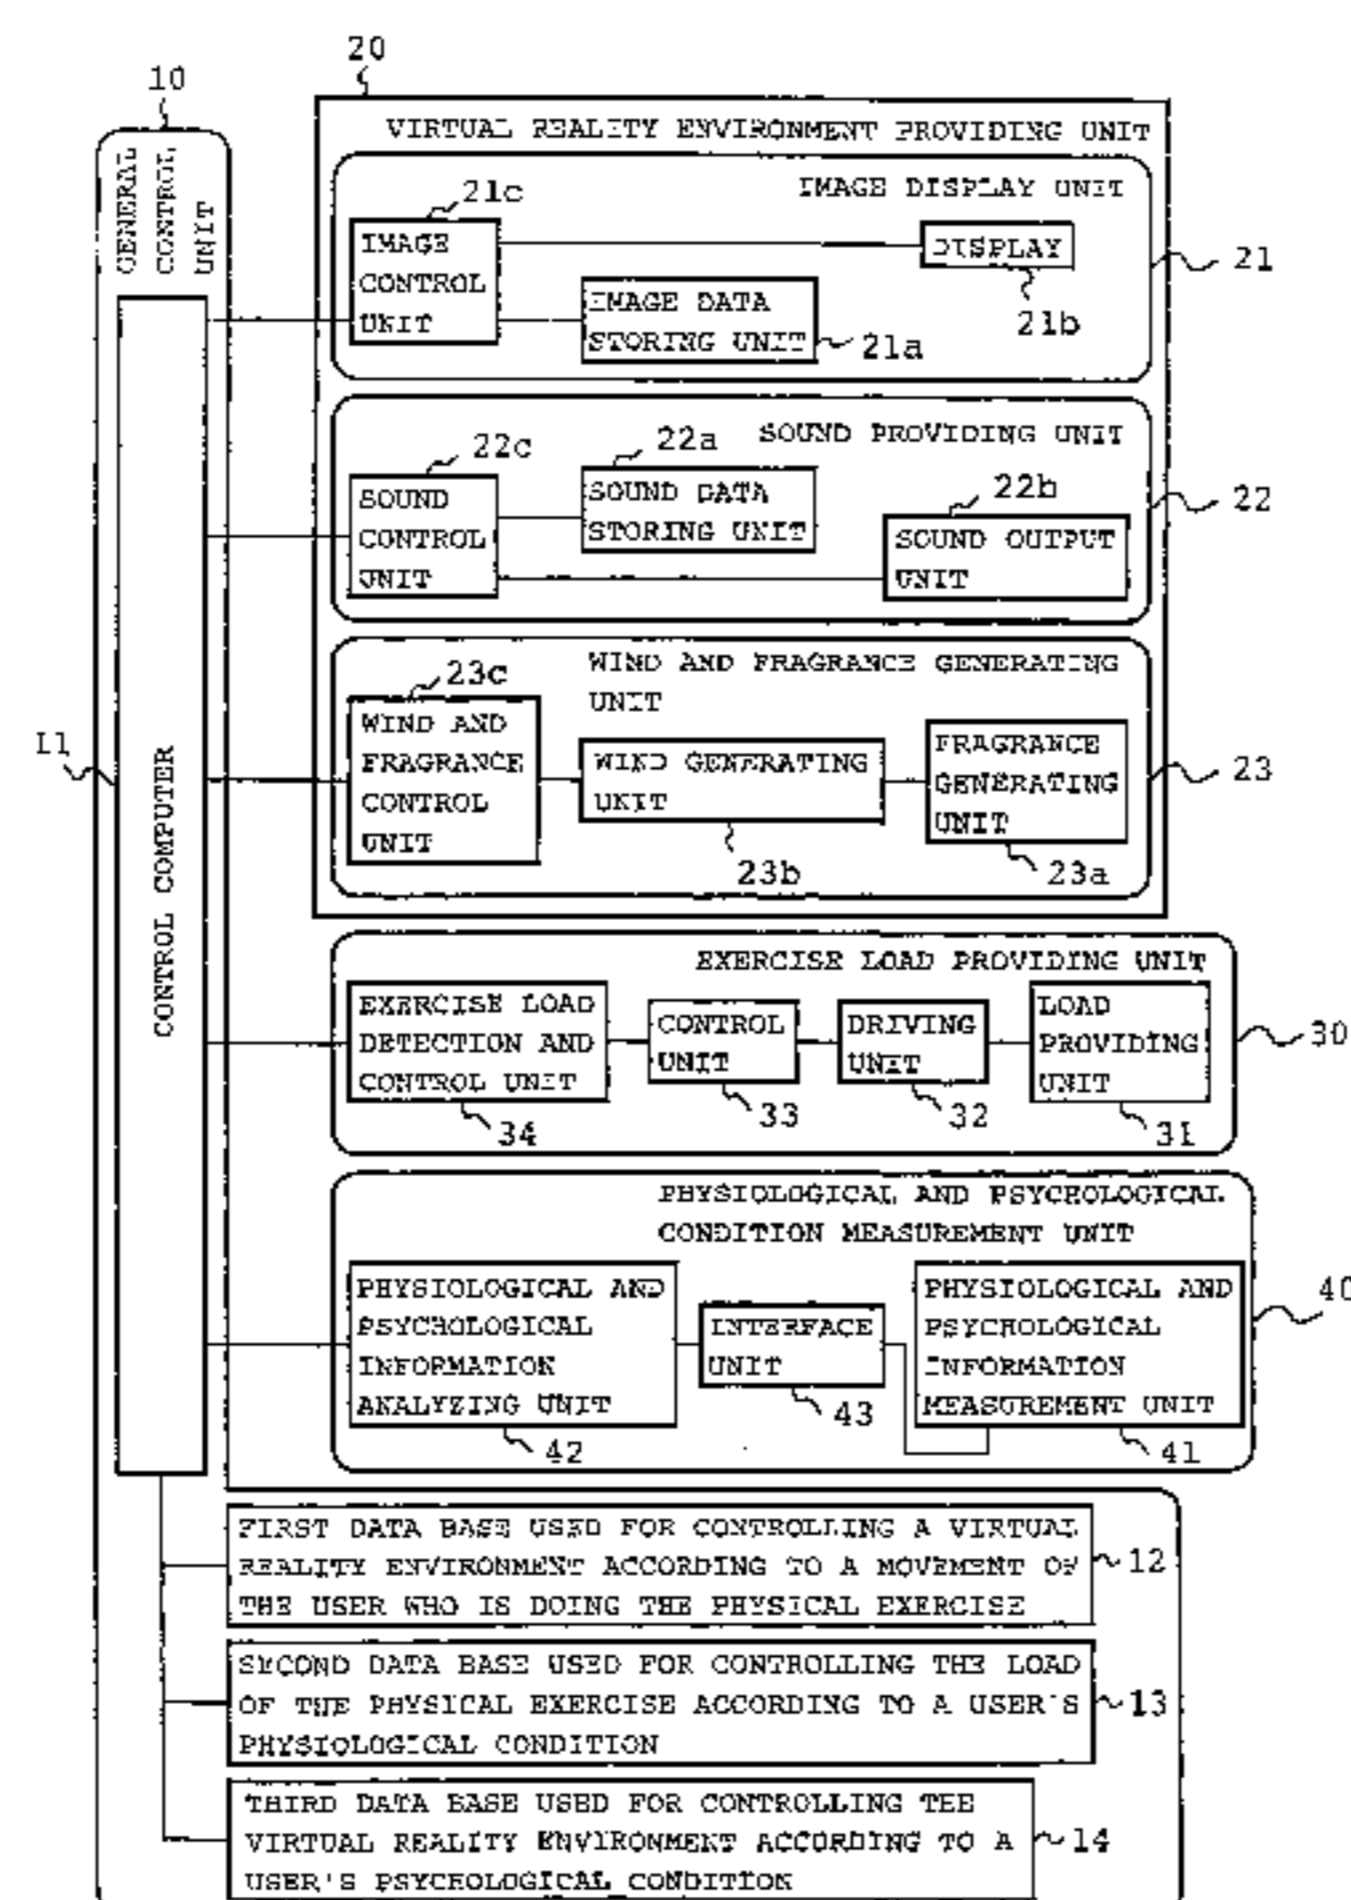 20
10
VIRTUAL REALITY ENVIRONMENT PROVIDING UNIT
GENERAL
CONTROL
UNIT
IMAGE DISPLAY UNIT
21c
IMAGE
CONTROL
UNIT
DISPLAY
21b
21
IMAGE DATA
STORING UNIT
21a
SOUND PROVIDING UNIT
22c
22a
SOUND
CONTROL
UNIT
SOUND DATA
STORING UNIT
22b
22
SOUND OUTPUT
UNIT
WIND AND FRAGRANCE GENERATING
UNIT
23c
WIND AND
FRAGRANCE
CONTROL
UNIT
WIND GENERATING
UNIT
23b
FRAGRANCE
GENERATING
UNIT
23a
23
11
CONTROL COMPUTER
EXERCISE LOAD PROVIDING UNIT
EXERCISE LOAD
DETECTION AND
CONTROL UNIT
34
CONTROL
UNIT
33
DRIVING
UNIT
32
LOAD
PROVIDING
UNIT
31
30
PHYSIOLOGICAL AND PSYCHOLOGICAL
CONDITION MEASUREMENT UNIT
PHYSIOLOGICAL AND
PSYCHOLOGICAL
INFORMATION
ANALYZING UNIT
42
INTERFACE
UNIT
43
PHYSIOLOGICAL AND
PSYCHOLOGICAL
INFORMATION
MEASUREMENT UNIT
41
40
FIRST DATA BASE USED FOR CONTROLLING A VIRTUAL
REALITY ENVIRONMENT ACCORDING TO A MOVEMENT OF
THE USER WHO IS DOING THE PHYSICAL EXERCISE
12
SECOND DATA BASE USED FOR CONTROLLING THE LOAD
OF THE PHYSICAL EXERCISE ACCORDING TO A USER'S
PHYSIOLOGICAL CONDITION
13
THIRD DATA BASE USED FOR CONTROLLING THE
VIRTUAL REALITY ENVIRONMENT ACCORDING TO A
USER'S PSYCHOLOGICAL CONDITION
14